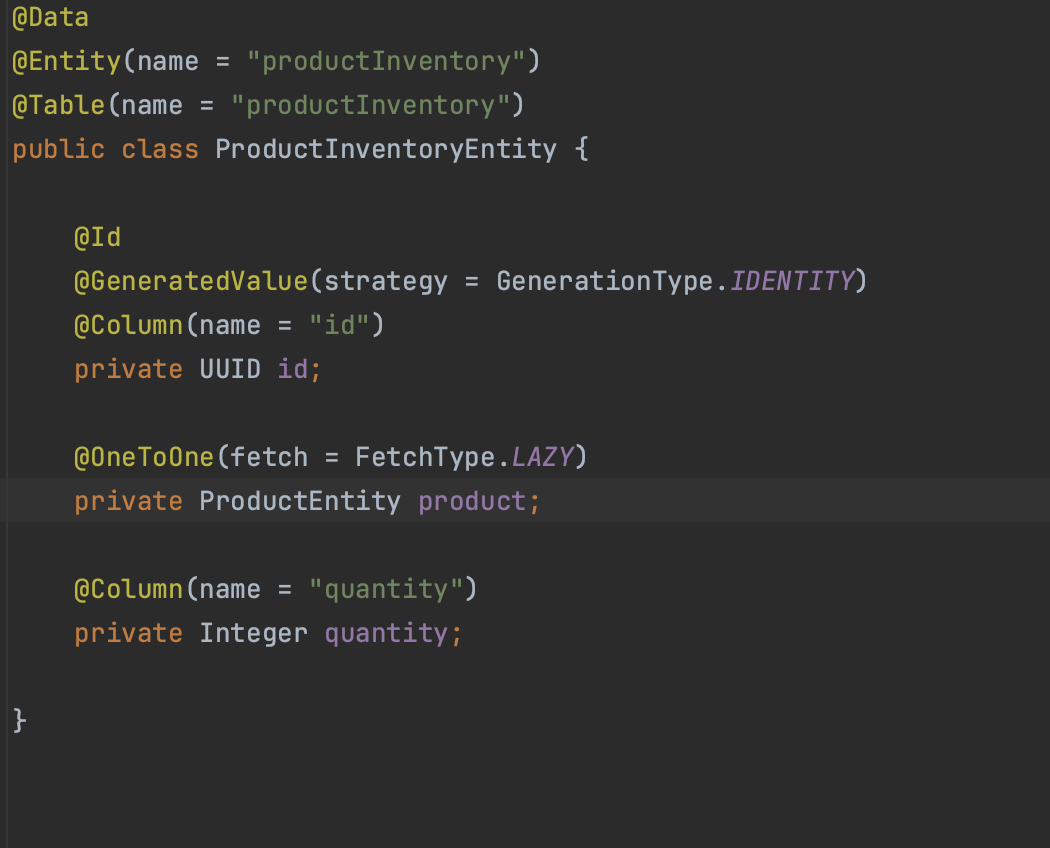 @Data
@Entity(name = "productInventory")
@Table(name = "productInventory")
public class ProductInventoryEntity {
@Id
@GeneratedValue(strategy = GenerationType.IDENTITY)
@Column(name = "id")
private UUID id;
@OneToOne(fetch = FetchType.LAZY)
private ProductEntity product;
@Column(name = "quantity")
private Integer quantity;
}